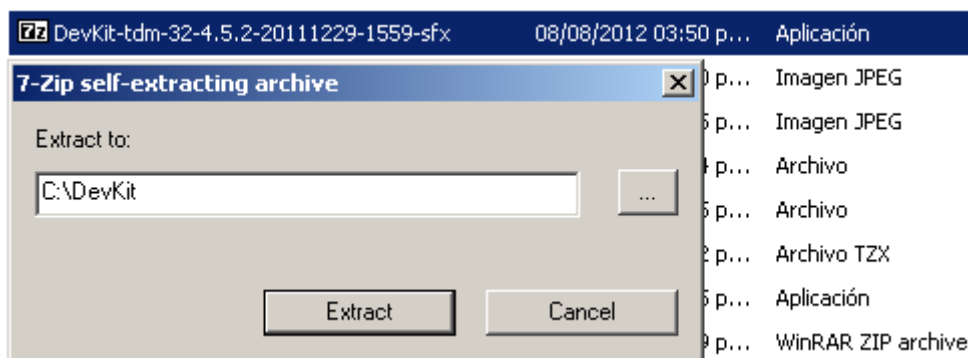 7z DevKit-tdm-32-4.5.2-20111229-1559-sfx 08/08/2012 03:50 p... Aplicación
7-Zip self-extracting archive
p... Imagen JPEG
Extract to:
p... Imagen JPEG
p... Archivo
C:\DevKit ...
p... Archivo
p... Archivo TZX
Extract Cancel
p... Aplicación
p... WinRAR ZIP archive